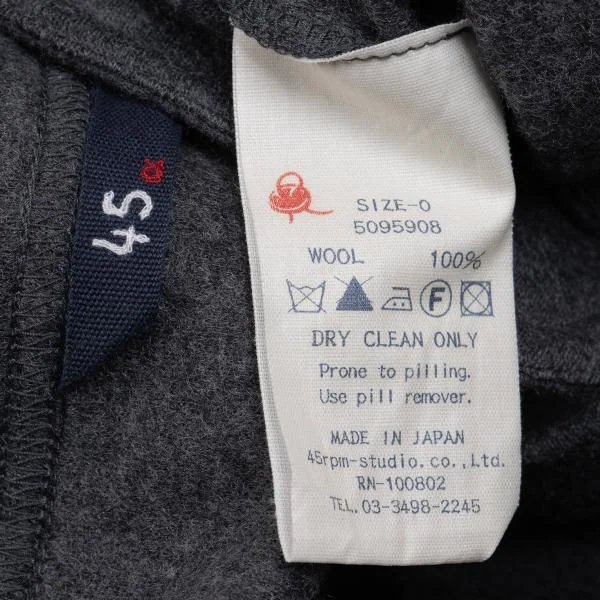 45
SIZE-0
5095908
WOOL 100%
F
DRY CLEAN ONLY
Prone to pilling.
Use pill remover.
MADE IN JAPAN
45rpm-studio.co.,Ltd.
RN-100802
TEL.03-3498-2245